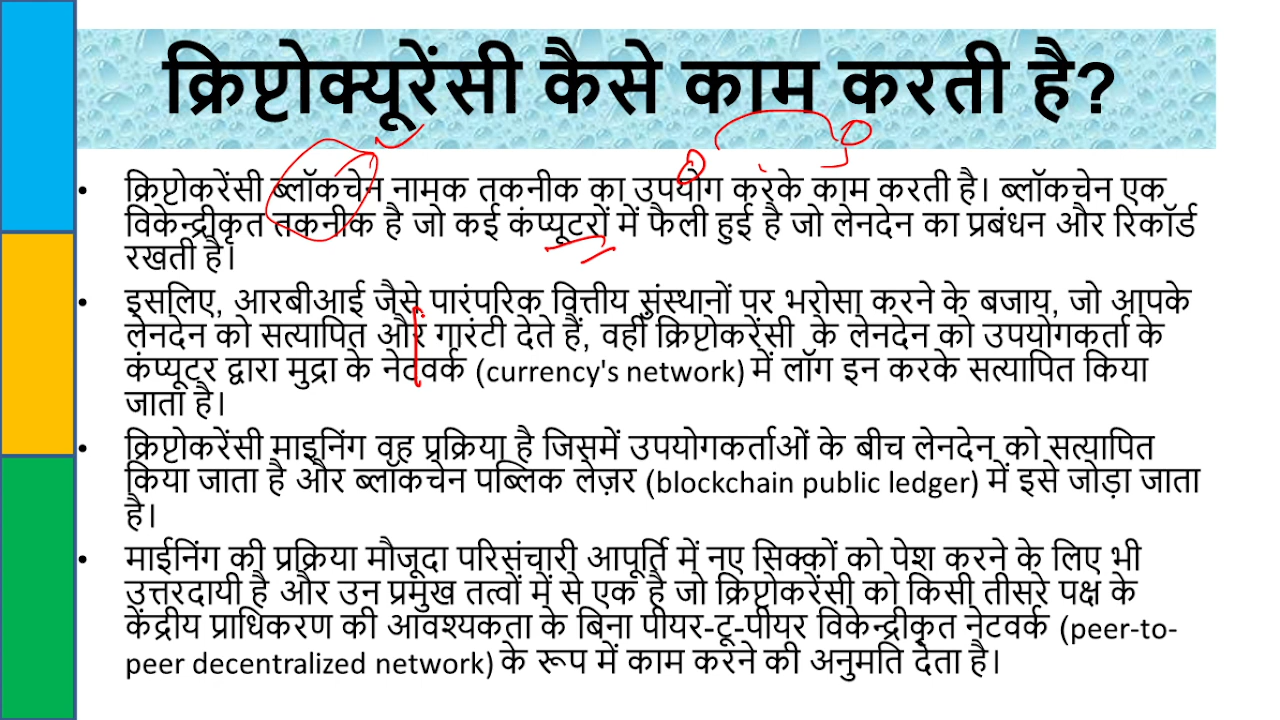 क्रिप्टोक्यूरेंसी कैसे काम करती है?
• क्रिप्टोकरेंसी ब्लॉकचेन नामक तकनीक का उपयोग करके काम करती है। ब्लॉकचेन एक
विकेन्द्रीकृत तकनीक है जो कई कंप्यूटरों में फैली हुई है जो लेनदेन का प्रबंधन और रिकॉर्ड
रखती है।
• इसलिए, आरबीआई जैसे पारंपरिक वित्तीय संस्थानों पर भरोसा करने के बजाय, जो आपके
लेनदेन को सत्यापित और गारंटी देते हैं, वहीं क्रिप्टोकरेंसी के लेनदेन को उपयोगकर्ता के
कंप्यूटर द्वारा मुद्रा के नेटवर्क (currency's network) में लॉग इन करके सत्यापित किया
जाता है।
• क्रिप्टोकरेंसी माइनिंग वह प्रक्रिया है जिसमें उपयोगकर्ताओं के बीच लेनदेन को सत्यापित
किया जाता है और ब्लॉकचेन पब्लिक लेज़र (blockchain public ledger) में इसे जोड़ा जाता
है।
• माईनिंग की प्रक्रिया मौजूदा परिसंचारी आपूर्ति में नए सिक्कों को पेश करने के लिए भी
उत्तरदायी है और उन प्रमुख तत्वों में से एक है जो क्रिप्टोकरेंसी को किसी तीसरे पक्ष के
केंद्रीय प्राधिकरण की आवश्यकता के बिना पीयर-टू-पीयर विकेन्द्रीकृत नेटवर्क (peer-to-
peer decentralized network) के रूप में काम करने की अनुमति देता है।